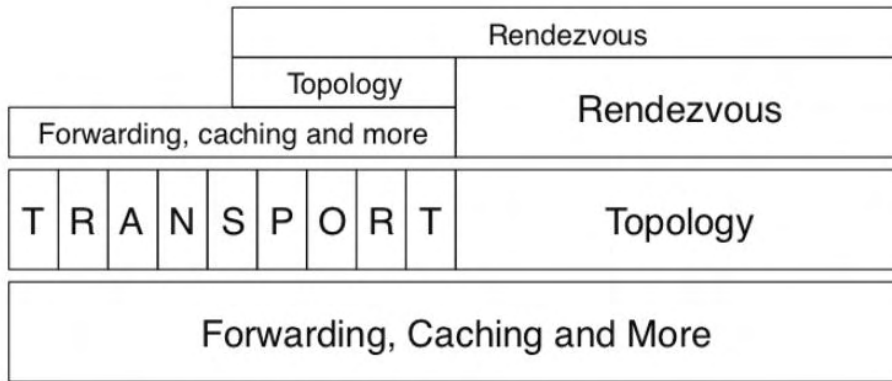 Rendezvous
Topology
Rendezvous
Forwarding, caching and more
T R A N S P O R T
Topology
Forwarding, Caching and More